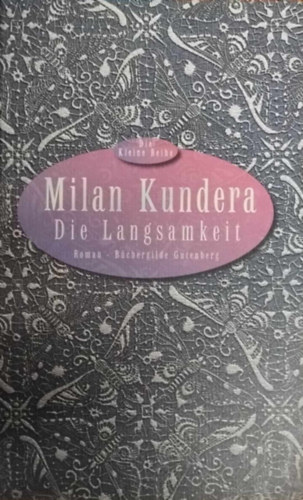 Die
Kleine Reihe
Milan Kundera
Die Langsamkeit
Roman · Büchergilde Gutenberg